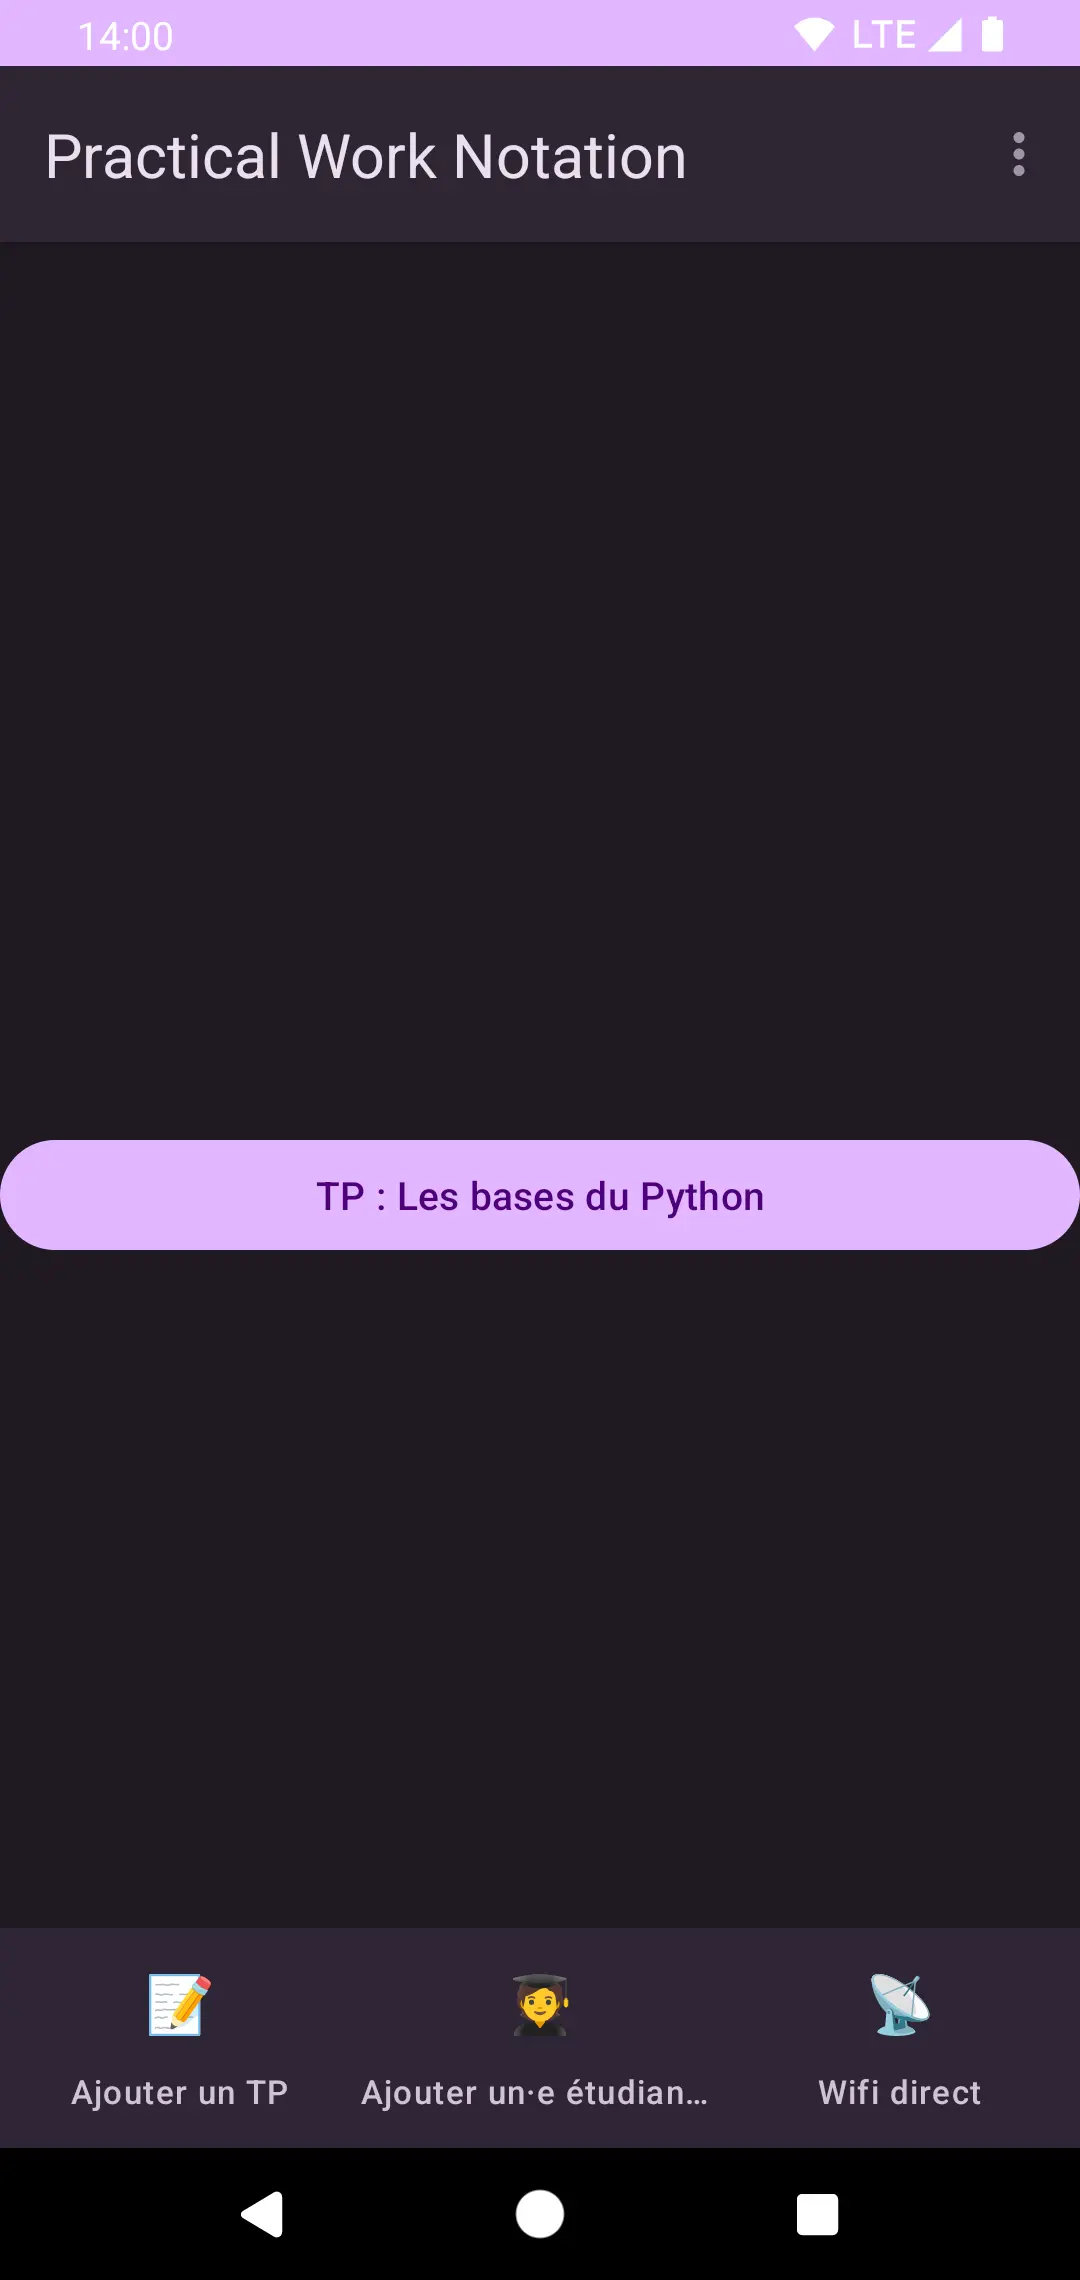 14:00 LTE
Practical Work Notation
TP : Les bases du Python
Ajouter un TP
Ajouter un·e étudian…
Wifi direct